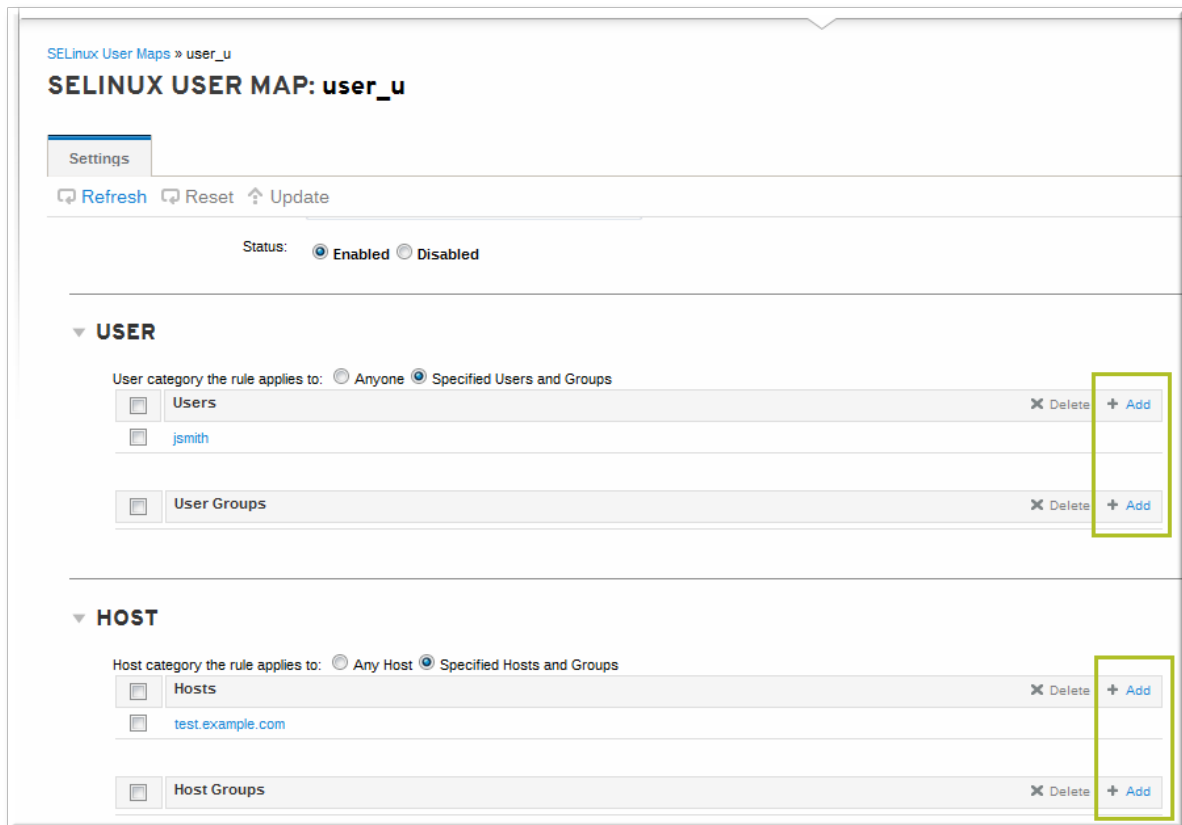 SELinux User Maps » user_u
SELINUX USER MAP: user_u
Settings
Refresh Reset Update
Status: Enabled Disabled
USER
User category the rule applies to: Anyone Specified Users and Groups
Users Delete + Add
jsmith
User Groups Delete + Add
HOST
Host category the rule applies to: Any Host Specified Hosts and Groups
Hosts Delete + Add
test.example.com
Host Groups Delete + Add